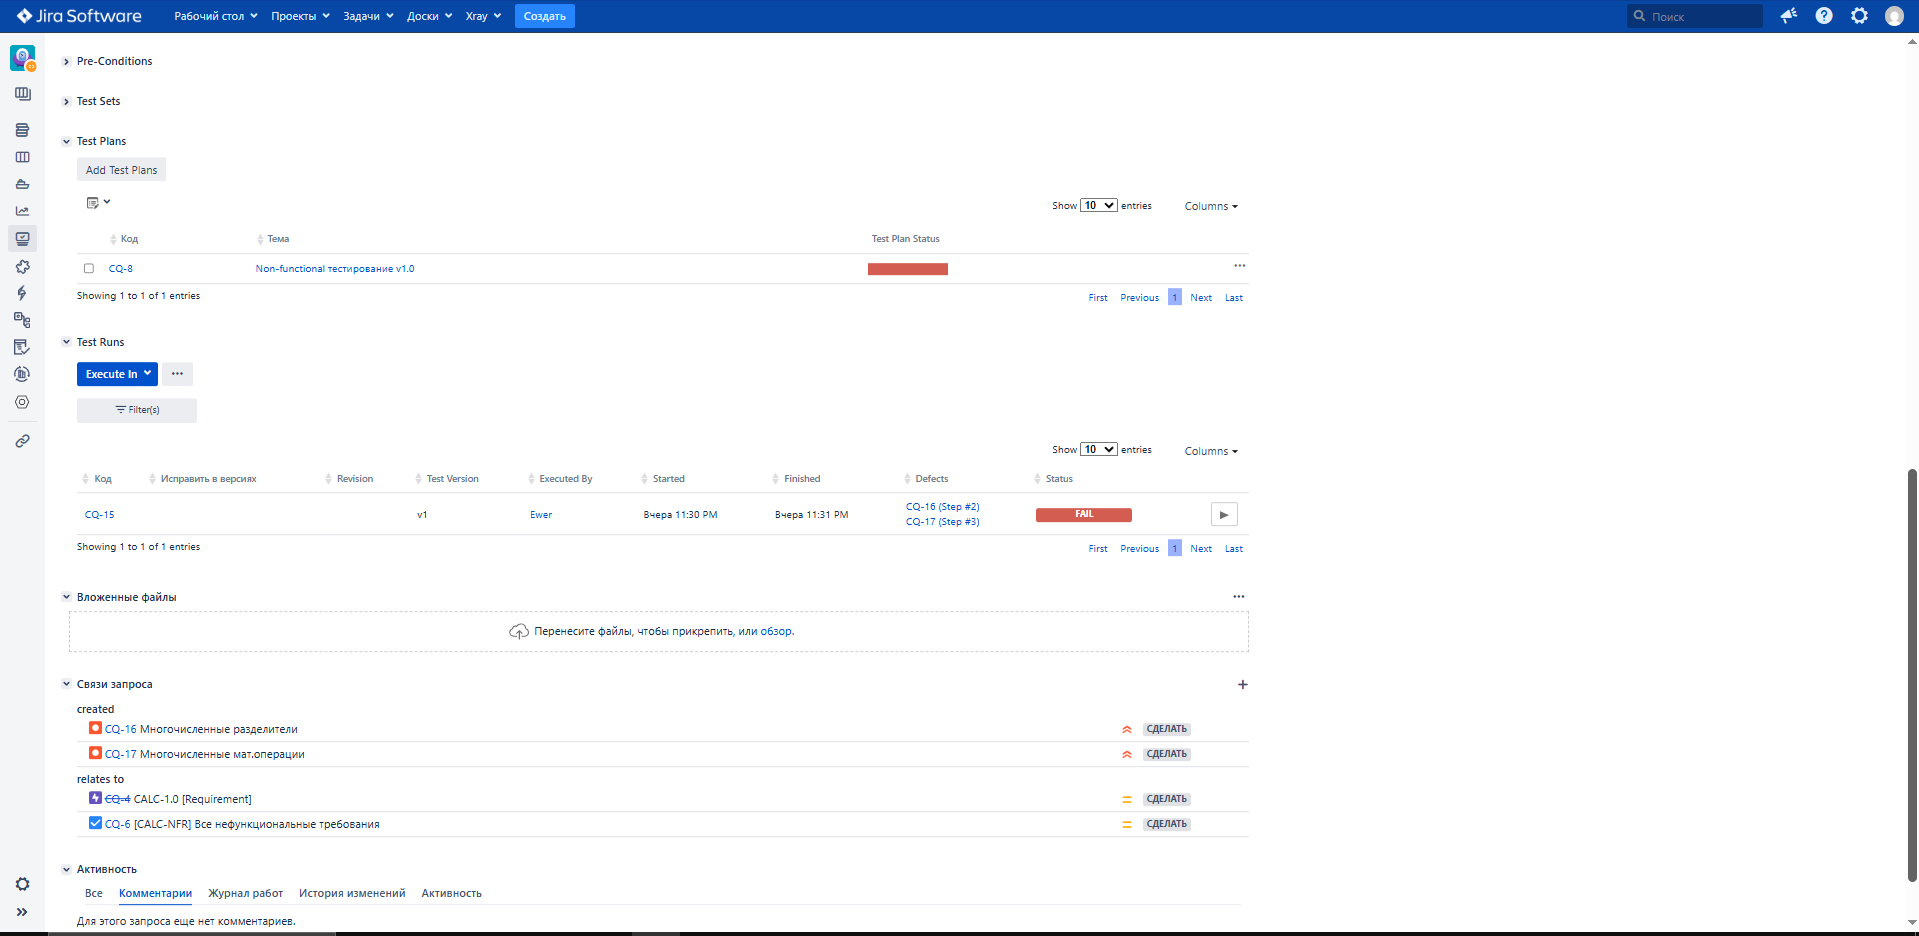 Jira Software Рабочий стол Проекты Задачи Доски Xray Создать Поиск
Pre-Conditions
Test Sets
Test Plans
Add Test Plans
Show 10 entries Columns
Код Тема Test Plan Status
CQ-8 Non-functional тестирование v1.0
Showing 1 to 1 of 1 entries First Previous 1 Next Last
Test Runs
Execute In
Filter(s)
Show 10 entries Columns
Код Исправить в версиях Revision Test Version Executed By Started Finished Defects Status
CQ-15 v1 Ewer Вчера 11:30 PM Вчера 11:31 PM CQ-16 (Step #2) FAIL
CQ-17 (Step #3)
Showing 1 to 1 of 1 entries First Previous 1 Next Last
Вложенные файлы
Перенесите файлы, чтобы прикрепить, или обзор.
Связи запроса
created
CQ-16 Многочисленные разделители СДЕЛАТЬ
CQ-17 Многочисленные мат.операции СДЕЛАТЬ
relates to
CQ-4 CALC-1.0 [Requirement] СДЕЛАТЬ
CQ-6 [CALC-NFR] Все нефункциональные требования СДЕЛАТЬ
Активность
Все Комментарии Журнал работ История изменений Активность
Для этого запроса еще нет комментариев.